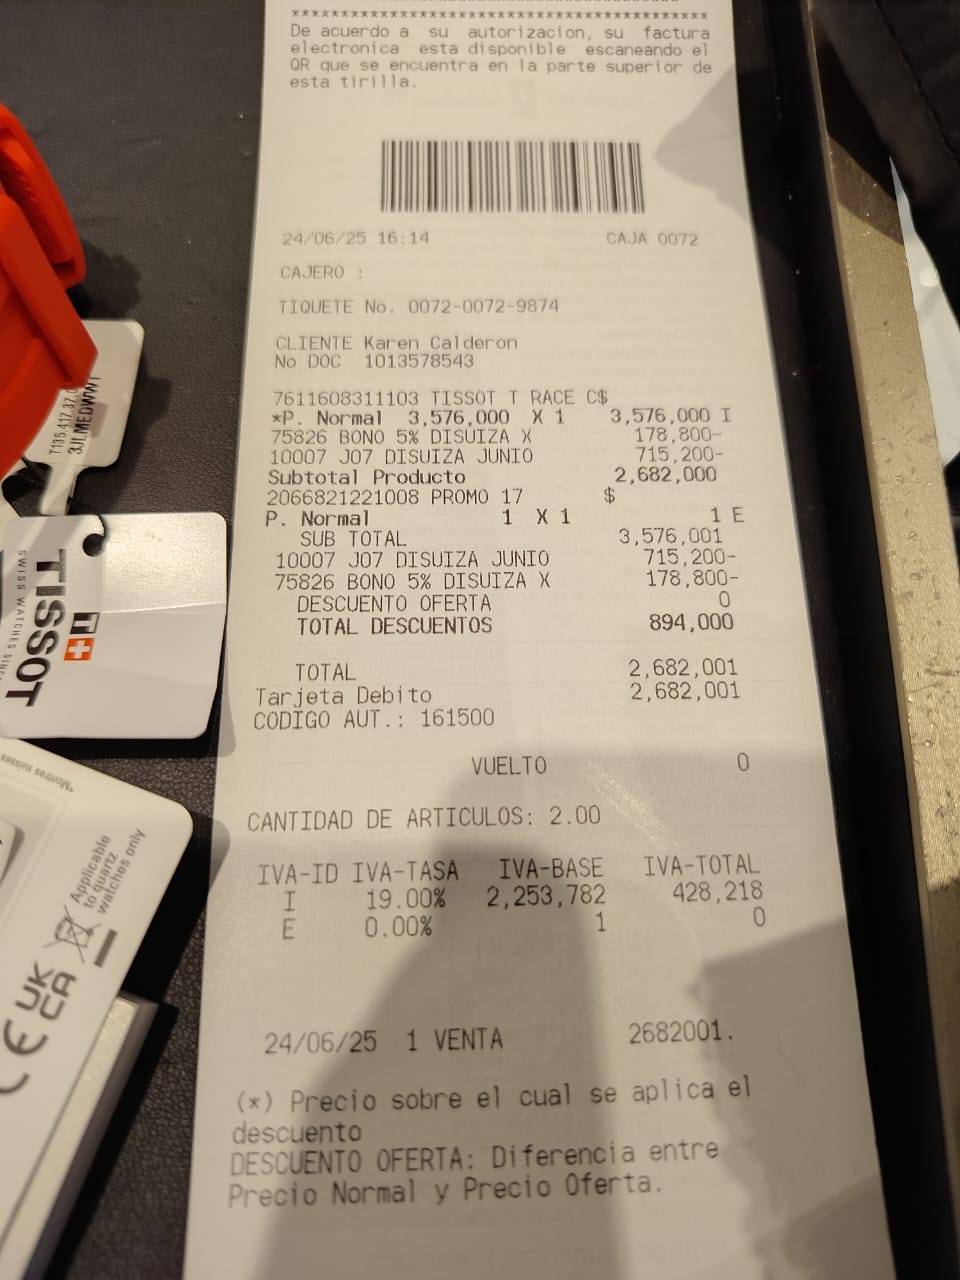 ****************************************
De acuerdo a su autorizacion, su factura
electronica esta disponible escaneando el
QR que se encuentra en la parte superior de
esta tirilla.
24/06/25 16:14 CAJA 0072
CAJERO :
TIQUETE No. 0072-0072-9874
CLIENTE Karen Calderon
No DOC 1013578543
7611608311103 TISSOT T RACE C$
*P. Normal 3,576,000 X 1 3,576,000 I
75826 BONO 5% DISUIZA X 178,800-
10007 J07 DISUIZA JUNIO 715,200-
Subtotal Producto 2,682,000
2066821221008 PROMO 17 $
P. Normal 1 X 1 1 E
SUB TOTAL 3,576,001
10007 J07 DISUIZA JUNIO 715,200-
75826 BONO 5% DISUIZA X 178,800-
DESCUENTO OFERTA 0
TOTAL DESCUENTOS 894,000
TOTAL 2,682,001
Tarjeta Debito 2,682,001
CODIGO AUT.: 161500
VUELTO 0
CANTIDAD DE ARTICULOS: 2.00
IVA-ID IVA-TASA IVA-BASE IVA-TOTAL
I 19.00% 2,253,782 428,218
E 0.00% 1 0
24/06/25 1 VENTA 2682001.
(*) Precio sobre el cual se aplica el
descuento
DESCUENTO OFERTA: Diferencia entre
Precio Normal y Precio Oferta.
3JLMEDWWT
TISSOT
SWISS WATCHES SINC
*Montres suisses
Applicable
to quartz
watches only
CE
UK
CA